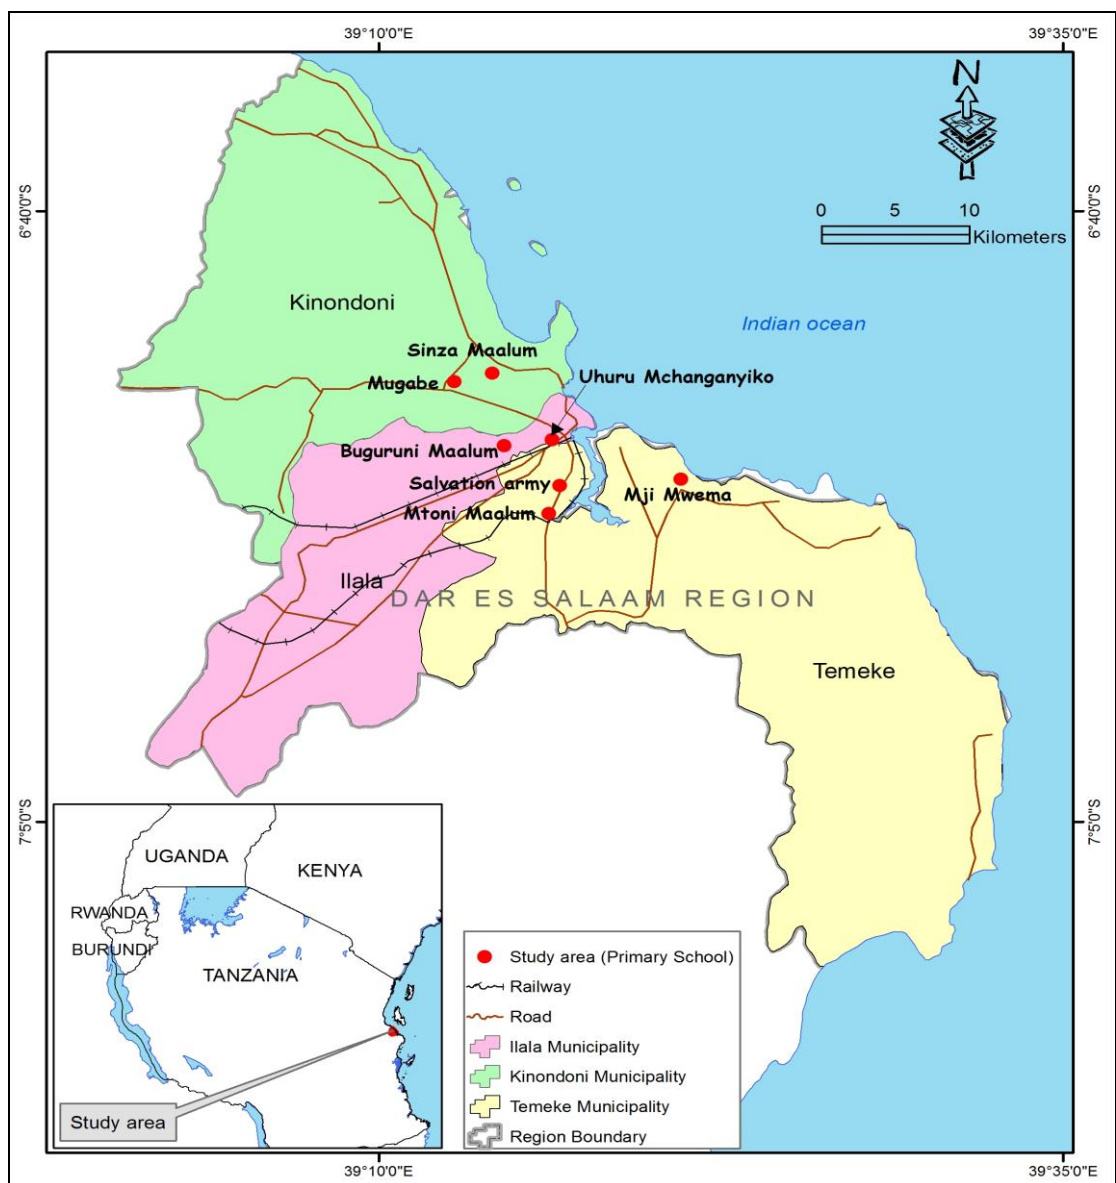 39°10'0"E
39°35'0"E
N
6°40'0"S
6°40'0"S
0 5 10
Kilometers
Kinondoni
Indian ocean
Sinza Maalum
Mugabe
Uhuru Mchanganyiko
Buguruni Maalum
Salvation army
Mji Mwema
Mtoni Maalum
Ilala
DAR ES SALAAM REGION
Temeke
7°5'0"S
7°5'0"S
UGANDA
KENYA
RWANDA
BURUNDI
TANZANIA
Study area
Study area (Primary School)
Railway
Road
Ilala Municipality
Kinondoni Municipality
Temeke Municipality
Region Boundary
39°10'0"E
39°35'0"E